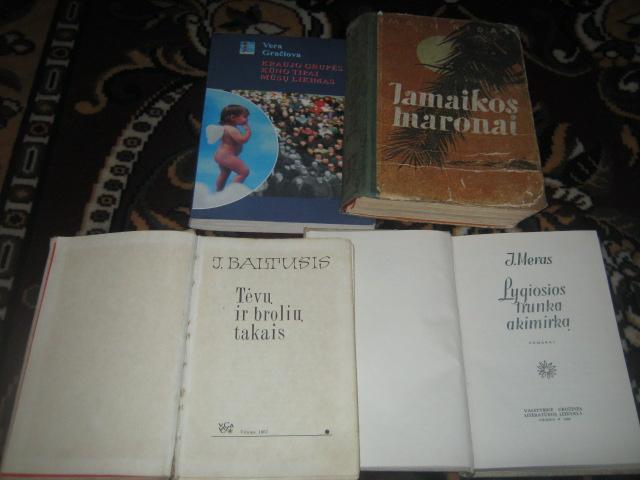 Vera
Gračiova
KRAUJO GRUPĖS
KŪNO TIPAI
MŪSŲ LIKIMAS
Jamaikos
maronai
J. BALTUSIS
Tėvų
ir brolių
takais
J. Meras
Lygiosios
trunka
akimirką
ROMANAS
VALSTYBINĖ GROŽINĖS
LITERATŪROS LEIDYKLA